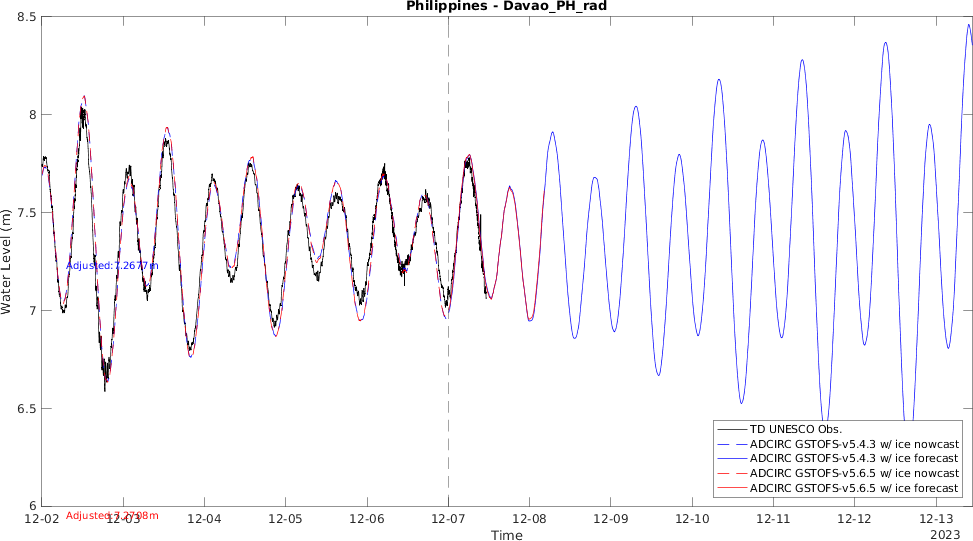 Philippines - Davao_PH_rad
8.5
8
7.5
7
6.5
6
Water Level (m)
Adjusted:7.2677m
Adjusted:7.2708m
TD UNESCO Obs.
ADCIRC GSTOFS-v5.4.3 w/ ice nowcast
ADCIRC GSTOFS-v5.4.3 w/ ice forecast
ADCIRC GSTOFS-v5.6.5 w/ ice nowcast
ADCIRC GSTOFS-v5.6.5 w/ ice forecast
12-02 12-03 12-04 12-05 12-06 12-07 12-08 12-09 12-10 12-11 12-12 12-13
2023
Time